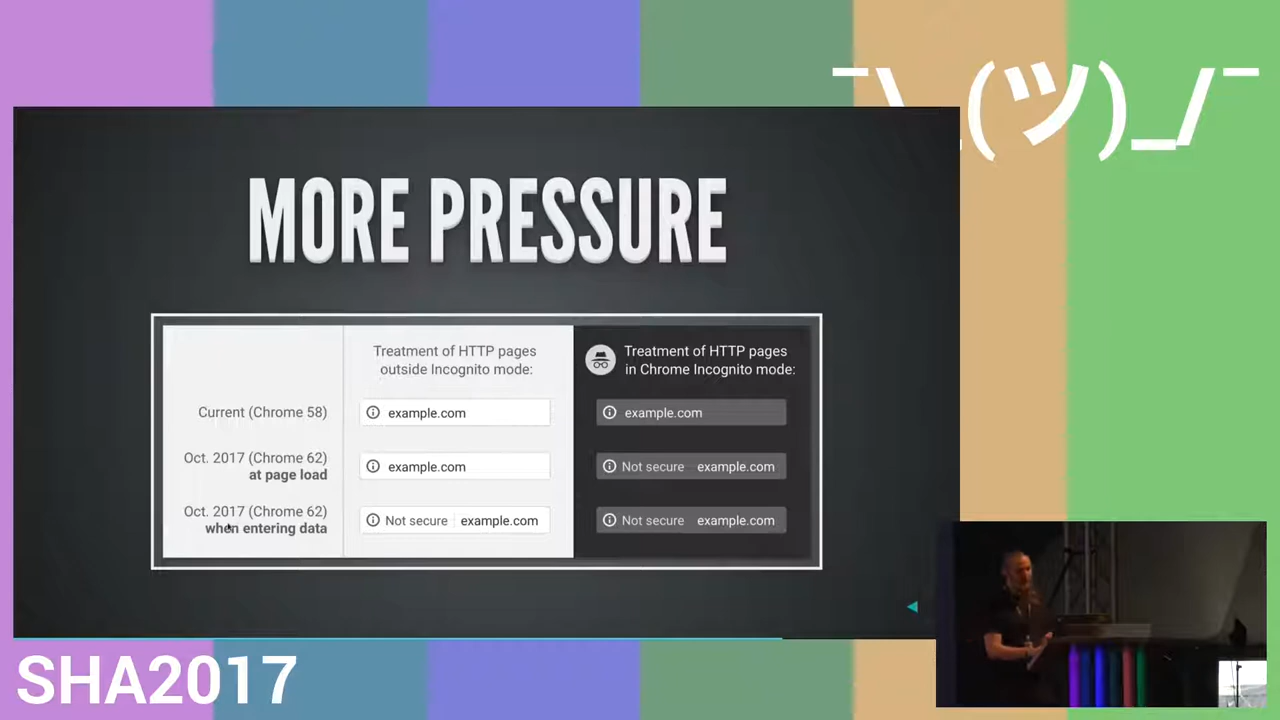 ¯\_(ツ)_/¯
MORE PRESSURE
Treatment of HTTP pages
outside Incognito mode:
Treatment of HTTP pages
in Chrome Incognito mode:
Current (Chrome 58)
example.com
example.com
Oct. 2017 (Chrome 62)
at page load
example.com
Not secure example.com
Oct. 2017 (Chrome 62)
when entering data
Not secure example.com
Not secure example.com
SHA2017